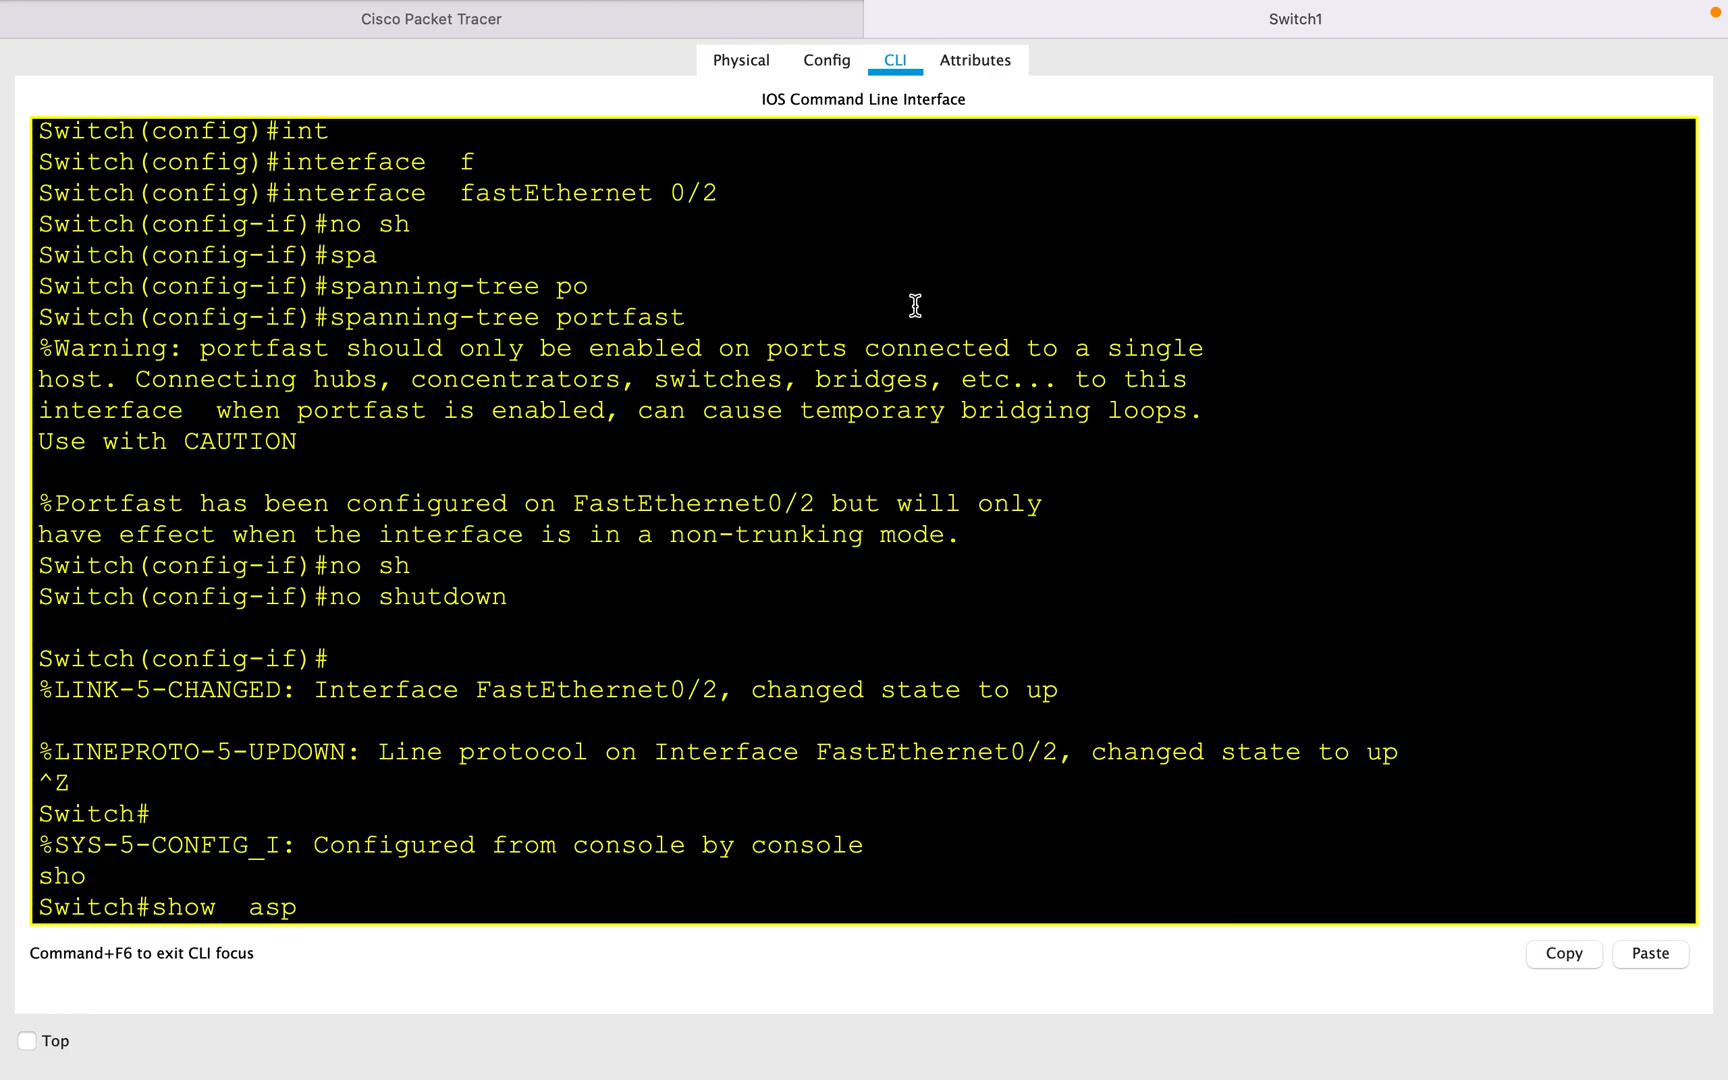 Cisco Packet Tracer
Switch1
Physical Config CLI Attributes
IOS Command Line Interface
Switch(config)#int
Switch(config)#interface  f
Switch(config)#interface  fastEthernet 0/2
Switch(config-if)#no sh
Switch(config-if)#spa
Switch(config-if)#spanning-tree po
Switch(config-if)#spanning-tree portfast
%Warning: portfast should only be enabled on ports connected to a single
host. Connecting hubs, concentrators, switches, bridges, etc... to this
interface  when portfast is enabled, can cause temporary bridging loops.
Use with CAUTION
%Portfast has been configured on FastEthernet0/2 but will only
have effect when the interface is in a non-trunking mode.
Switch(config-if)#no sh
Switch(config-if)#no shutdown
Switch(config-if)#
%LINK-5-CHANGED: Interface FastEthernet0/2, changed state to up
%LINEPROTO-5-UPDOWN: Line protocol on Interface FastEthernet0/2, changed state to up
^Z
Switch#
%SYS-5-CONFIG_I: Configured from console by console
sho
Switch#show  asp
Command+F6 to exit CLI focus
Copy
Paste
Top